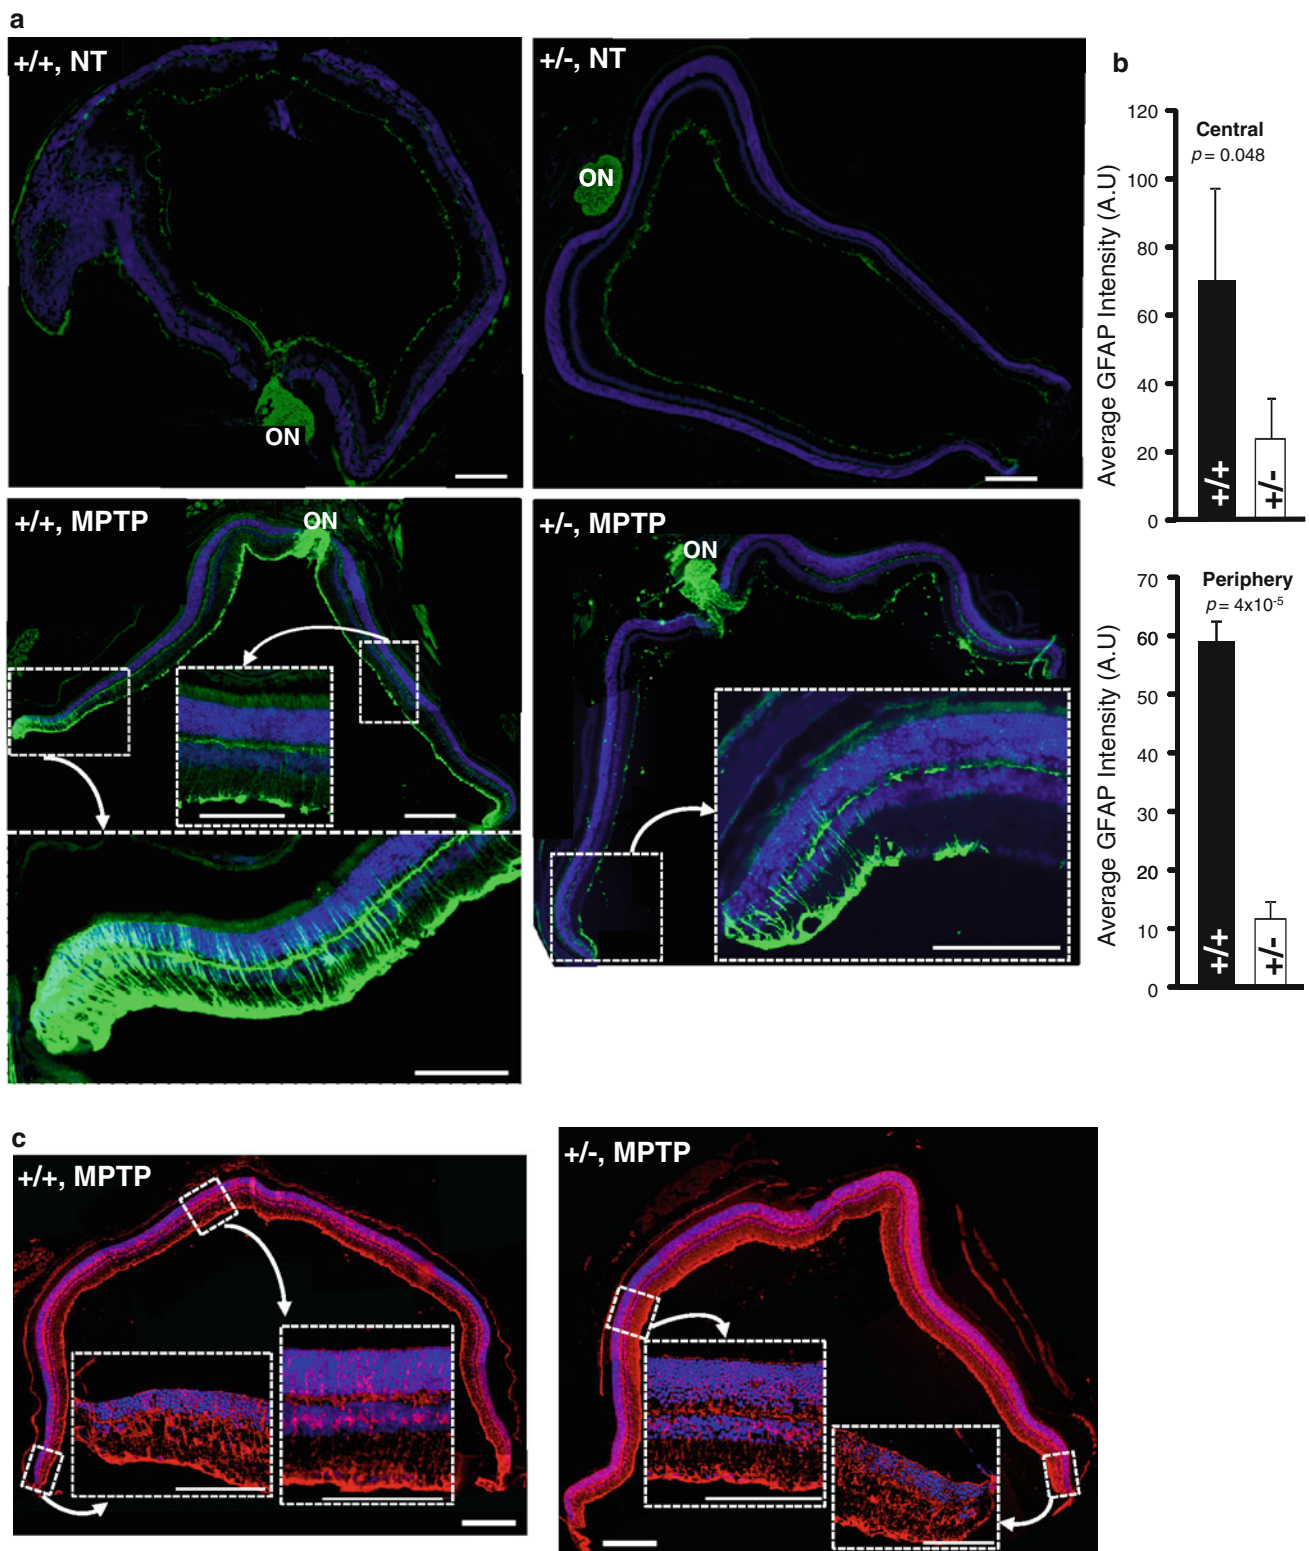 a
+/+, NT
ON
+/-, NT
ON
+/+, MPTP
ON
+/-, MPTP
ON
b
Central
p = 0.048
Average GFAP Intensity (A.U)
120
100
80
60
40
20
0
+/+
+/-
Periphery
p = 4x10-5
Average GFAP Intensity (A.U)
70
60
50
40
30
20
10
0
+/+
+/-
c
+/+, MPTP
+/-, MPTP